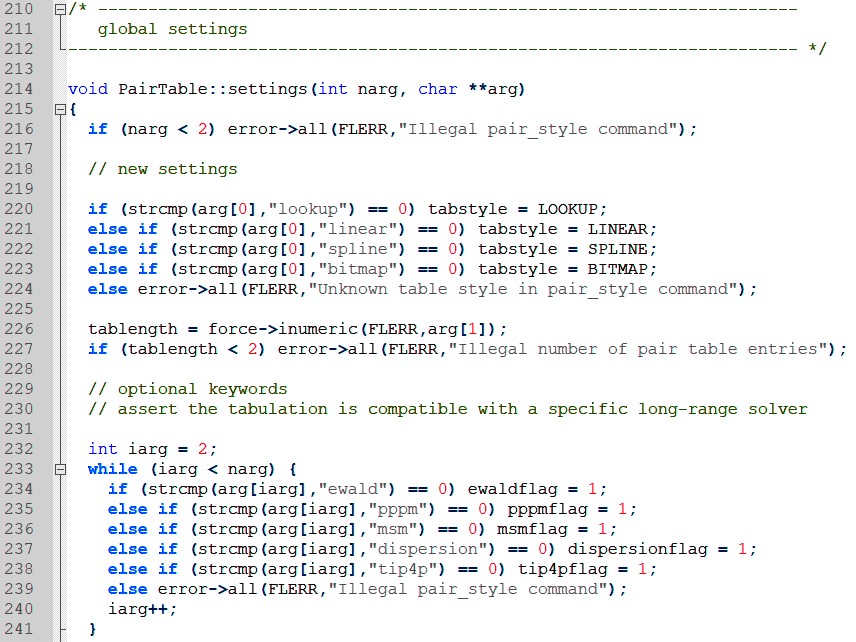 210 /* ----------------------------------------------------------------------
211    global settings
212 ------------------------------------------------------------------------- */
213
214 void PairTable::settings(int narg, char **arg)
215 {
216   if (narg < 2) error->all(FLERR,"Illegal pair_style command");
217
218   // new settings
219
220   if (strcmp(arg[0],"lookup") == 0) tabstyle = LOOKUP;
221   else if (strcmp(arg[0],"linear") == 0) tabstyle = LINEAR;
222   else if (strcmp(arg[0],"spline") == 0) tabstyle = SPLINE;
223   else if (strcmp(arg[0],"bitmap") == 0) tabstyle = BITMAP;
224   else error->all(FLERR,"Unknown table style in pair_style command");
225
226   tablength = force->inumeric(FLERR,arg[1]);
227   if (tablength < 2) error->all(FLERR,"Illegal number of pair table entries");
228
229   // optional keywords
230   // assert the tabulation is compatible with a specific long-range solver
231
232   int iarg = 2;
233   while (iarg < narg) {
234     if (strcmp(arg[iarg],"ewald") == 0) ewaldflag = 1;
235     else if (strcmp(arg[iarg],"pppm") == 0) pppmflag = 1;
236     else if (strcmp(arg[iarg],"msm") == 0) msmflag = 1;
237     else if (strcmp(arg[iarg],"dispersion") == 0) dispersionflag = 1;
238     else if (strcmp(arg[iarg],"tip4p") == 0) tip4pflag = 1;
239     else error->all(FLERR,"Illegal pair_style command");
240     iarg++;
241   }